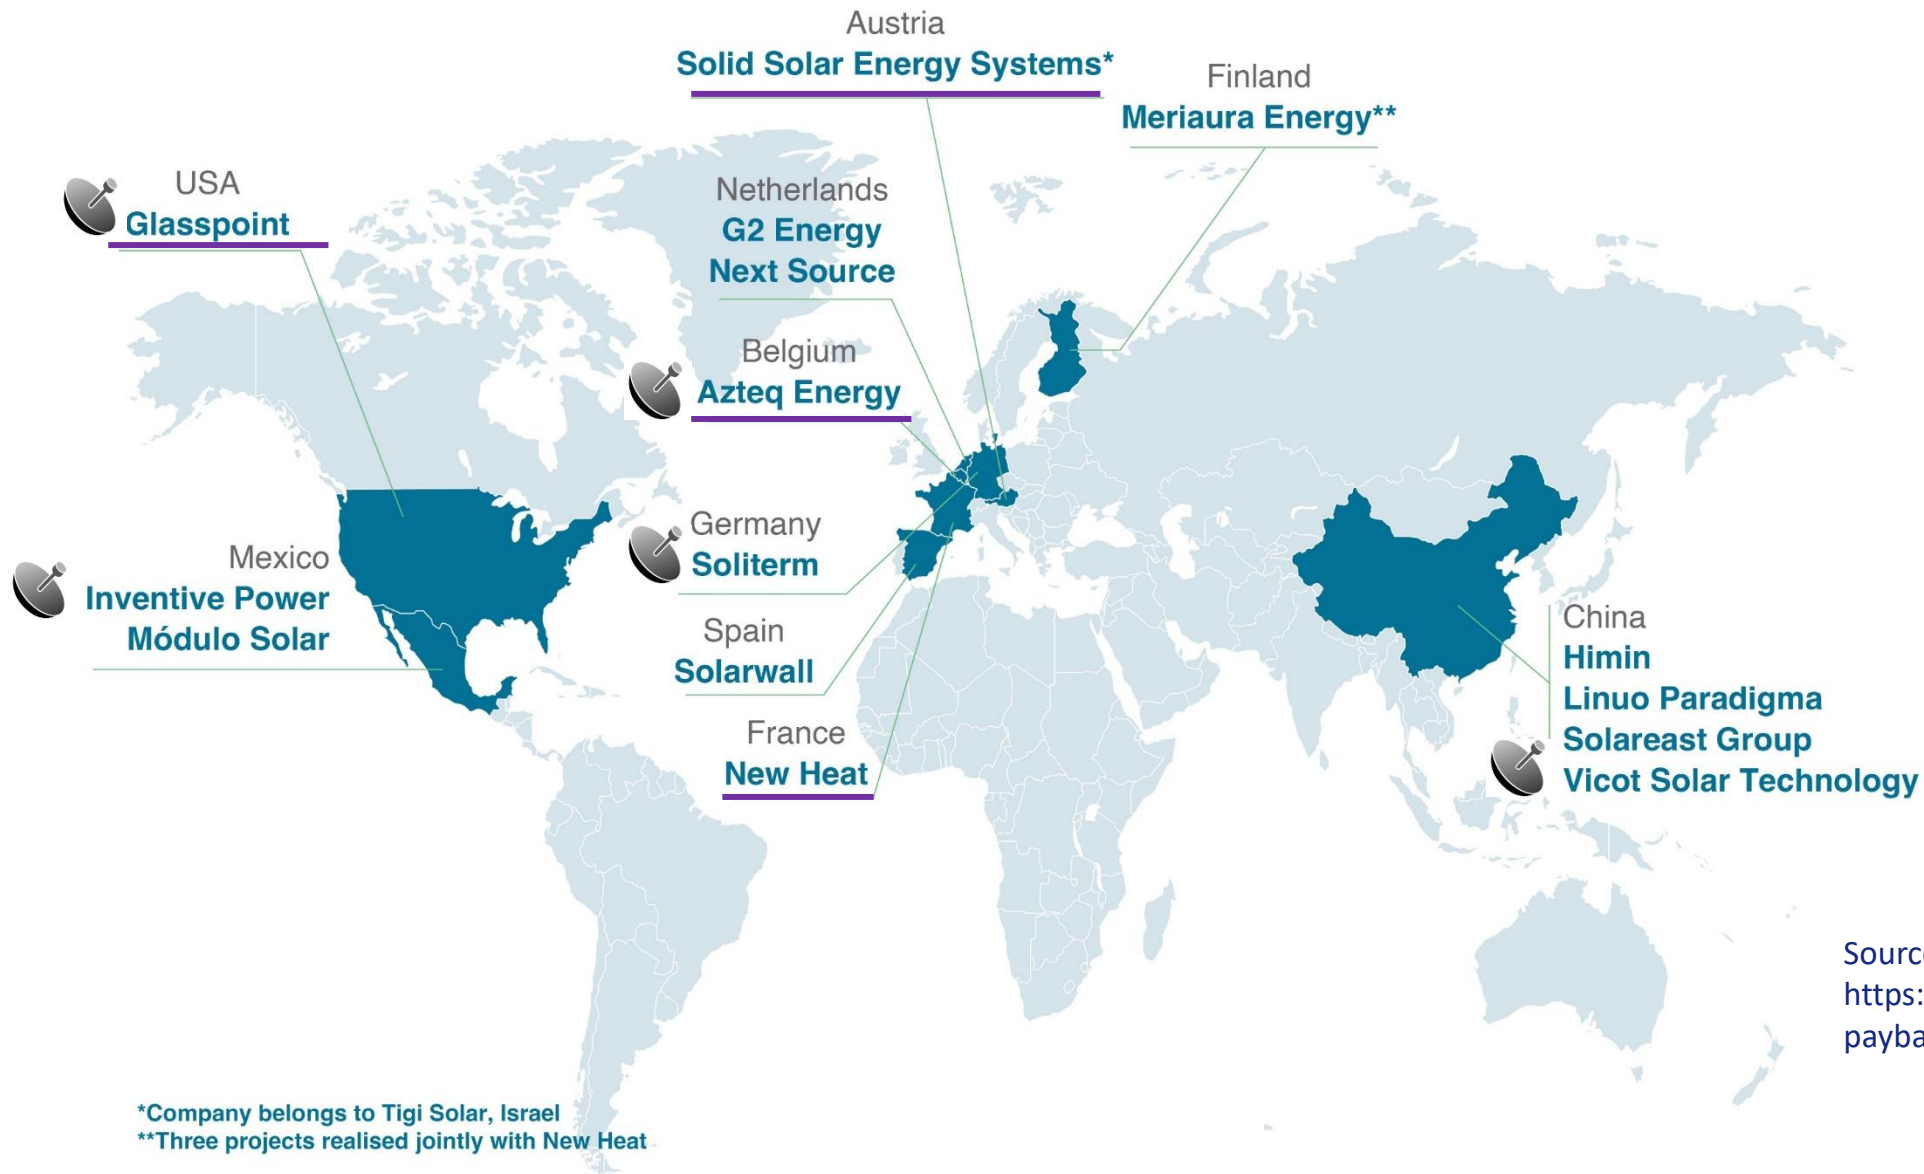 Austria
Solid Solar Energy Systems*
Finland
Meriaura Energy**
USA
Glasspoint
Netherlands
G2 Energy
Next Source
Belgium
Azteq Energy
Germany
Soliterm
Mexico
Inventive Power
Módulo Solar
Spain
Solarwall
France
New Heat
China
Himin
Linuo Paradigma
Solareast Group
Vicot Solar Technology
https:
*Company belongs to Tigi Solar, Israel
**Three projects realised jointly with New Heat